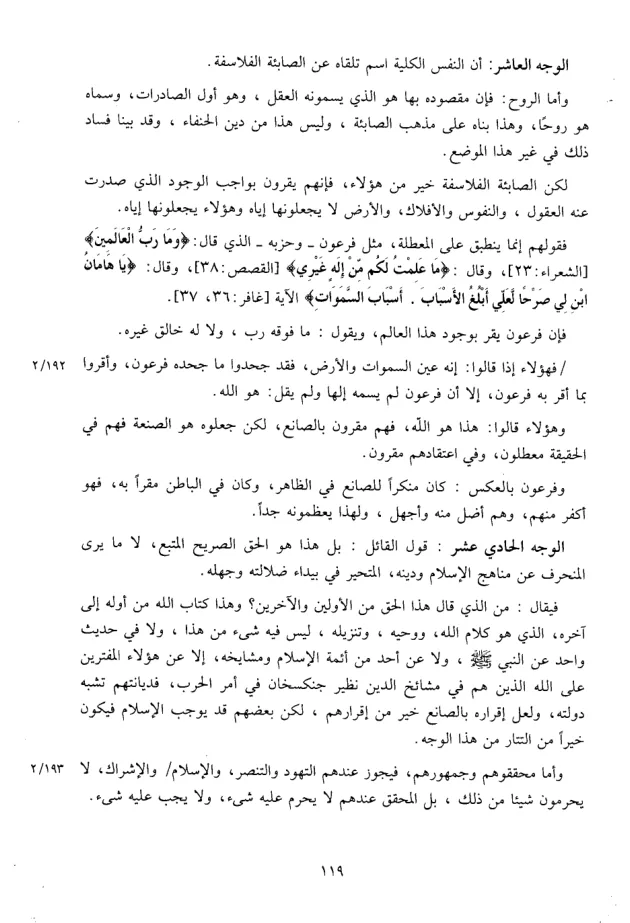 الوجه العاشر: أن النفس الكلية اسم تلقاه عن الصابئة الفلاسفة.
وأما الروح: فإن مقصوده بها هو الذي يسمونه العقل ، وهو أول الصادرات، وسماه
هو روحًا، وهذا بناه على مذهب الصابئة ، وليس هذا من دين الحنفاء ، وقد بينا فساد
ذلك في غير هذا الموضع.
لكن الصابئة الفلاسفة خير من هؤلاء، فإنهم يقرون بواجب الوجود الذي صدرت
عنه العقول ، والنفوس والأفلاك، والأرض لا يجعلونها إياه وهؤلاء يجعلونها إياه.
فقولهم إنما ينطبق على المعطلة، مثل فرعون ـ وحزبه ـ الذي قال: ﴿وَمَا رَبُّ الْعَالَمِينَ﴾
[الشعراء:٢٣]، وقال :﴿مَا عَلِمْتُ لَكُم مِّنْ إِلَهٍ غَيْرِي﴾ [القصص:٣٨]، وقال: ﴿يَا هَامَانُ
ابْنِ لِي صَرْحًا لَعَلِّي أَبْلُغُ الْأَسْبَابَ . أَسْبَابَ السَّمَوَاتِ﴾ الآية [غافر:٣٦، ٣٧].
فإن فرعون يقر بوجود هذا العالم، ويقول : ما فوقه رب ، ولا له خالق غيره.
/ فهؤلاء إذا قالوا: إنه عين السموات والأرض، فقد جحدوا ما جحده فرعون، وأقروا ٢/١٩٢
بما أقر به فرعون، إلا أن فرعون لم يسمه إلها ولم يقل: هو الله.
وهؤلاء قالوا: هذا هو الله، فهم مقرون بالصانع، لكن جعلوه هو الصنعة فهم في
الحقيقة معطلون، وفي اعتقادهم مقرون.
وفرعون بالعكس : كان منكراً للصانع في الظاهر، وكان في الباطن مقراً به، فهو
أكفر منهم، وهم أضل منه وأجهل ، ولهذا يعظمونه جداً.
الوجه الحادي عشر : قول القائل : بل هذا هو الحق الصريح المتبع، لا ما يرى
المنحرف عن مناهج الإسلام ودينه، المتحير في بيداء ضلالته وجهله.
فيقال : من الذي قال هذا الحق من الأولين والآخرين؟ وهذا كتاب الله من أوله إلى
آخره، الذي هو كلام الله، ووحيه ، وتنزيله ، ليس فيه شىء من هذا ، ولا في حديث
واحد عن النبي ﷺ ، ولا عن أحد من أئمة الإسلام ومشايخه، إلا عن هؤلاء المفترين
على الله الذين هم في مشائخ الدين نظير جنكسخان في أمر الحرب، فديانتهم تشبه
دولته، ولعل إقراره بالصانع خير من إقرارهم ، لكن بعضهم قد يوجب الإسلام فيكون
خيراً من التتار من هذا الوجه.
وأما محققوهم وجمهورهم، فيجوز عندهم التهود والتنصر، والإسلام/ والإشراك، لا ٢/١٩٣
يحرمون شيئا من ذلك ، بل المحقق عندهم لا يحرم عليه شىء، ولا يجب عليه شىء.
١١٩